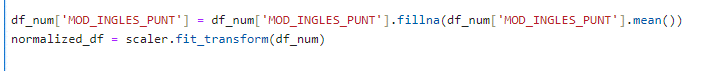 df_num['MOD_INGLES_PUNT'] = df_num['MOD_INGLES_PUNT'].fillna(df_num['MOD_INGLES_PUNT'].mean())
normalized_df = scaler.fit_transform(df_num)